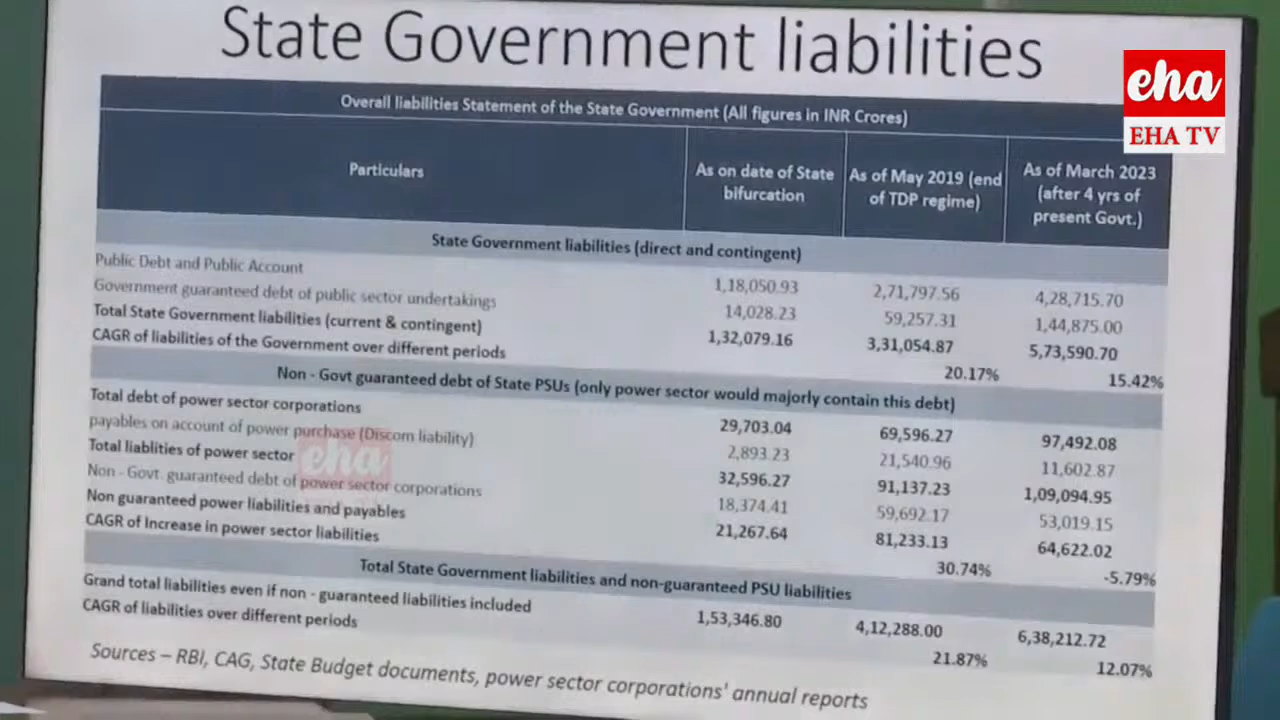 State Government liabilities
eha
EHA TV
Overall liabilities Statement of the State Government (All figures in INR Crores)
Particulars As on date of State bifurcation As of May 2019 (end of TDP regime) As of March 2023 (after 4 yrs of present Govt.)
State Government liabilities (direct and contingent)
Public Debt and Public Account 1,18,050.93 2,71,797.56 4,28,715.70
Government guaranteed debt of public sector undertakings 14,028.23 59,257.31 1,44,875.00
Total State Government liabilities (current & contingent) 1,32,079.16 3,31,054.87 5,73,590.70
CAGR of liabilities of the Government over different periods 20.17% 15.42%
Non - Govt guaranteed debt of State PSUs (only power sector would majorly contain this debt)
Total debt of power sector corporations 29,703.04 69,596.27 97,492.08
payables on account of power purchase (Discom liability) 2,893.23 21,540.96 11,602.87
Total liablities of power sector 32,596.27 91,137.23 1,09,094.95
eha
Non - Govt. guaranteed debt of power sector corporations 18,374.41 59,692.17 53,019.15
Non guaranteed power liabilities and payables 21,267.64 81,233.13 64,622.02
CAGR of Increase in power sector liabilities 30.74% -5.79%
Total State Government liabilities and non-guaranteed PSU liabilities
Grand total liabilities even if non - guaranteed liabilities included 1,53,346.80 4,12,288.00 6,38,212.72
CAGR of liabilities over different periods 21.87% 12.07%
Sources – RBI, CAG, State Budget documents, power sector corporations' annual reports